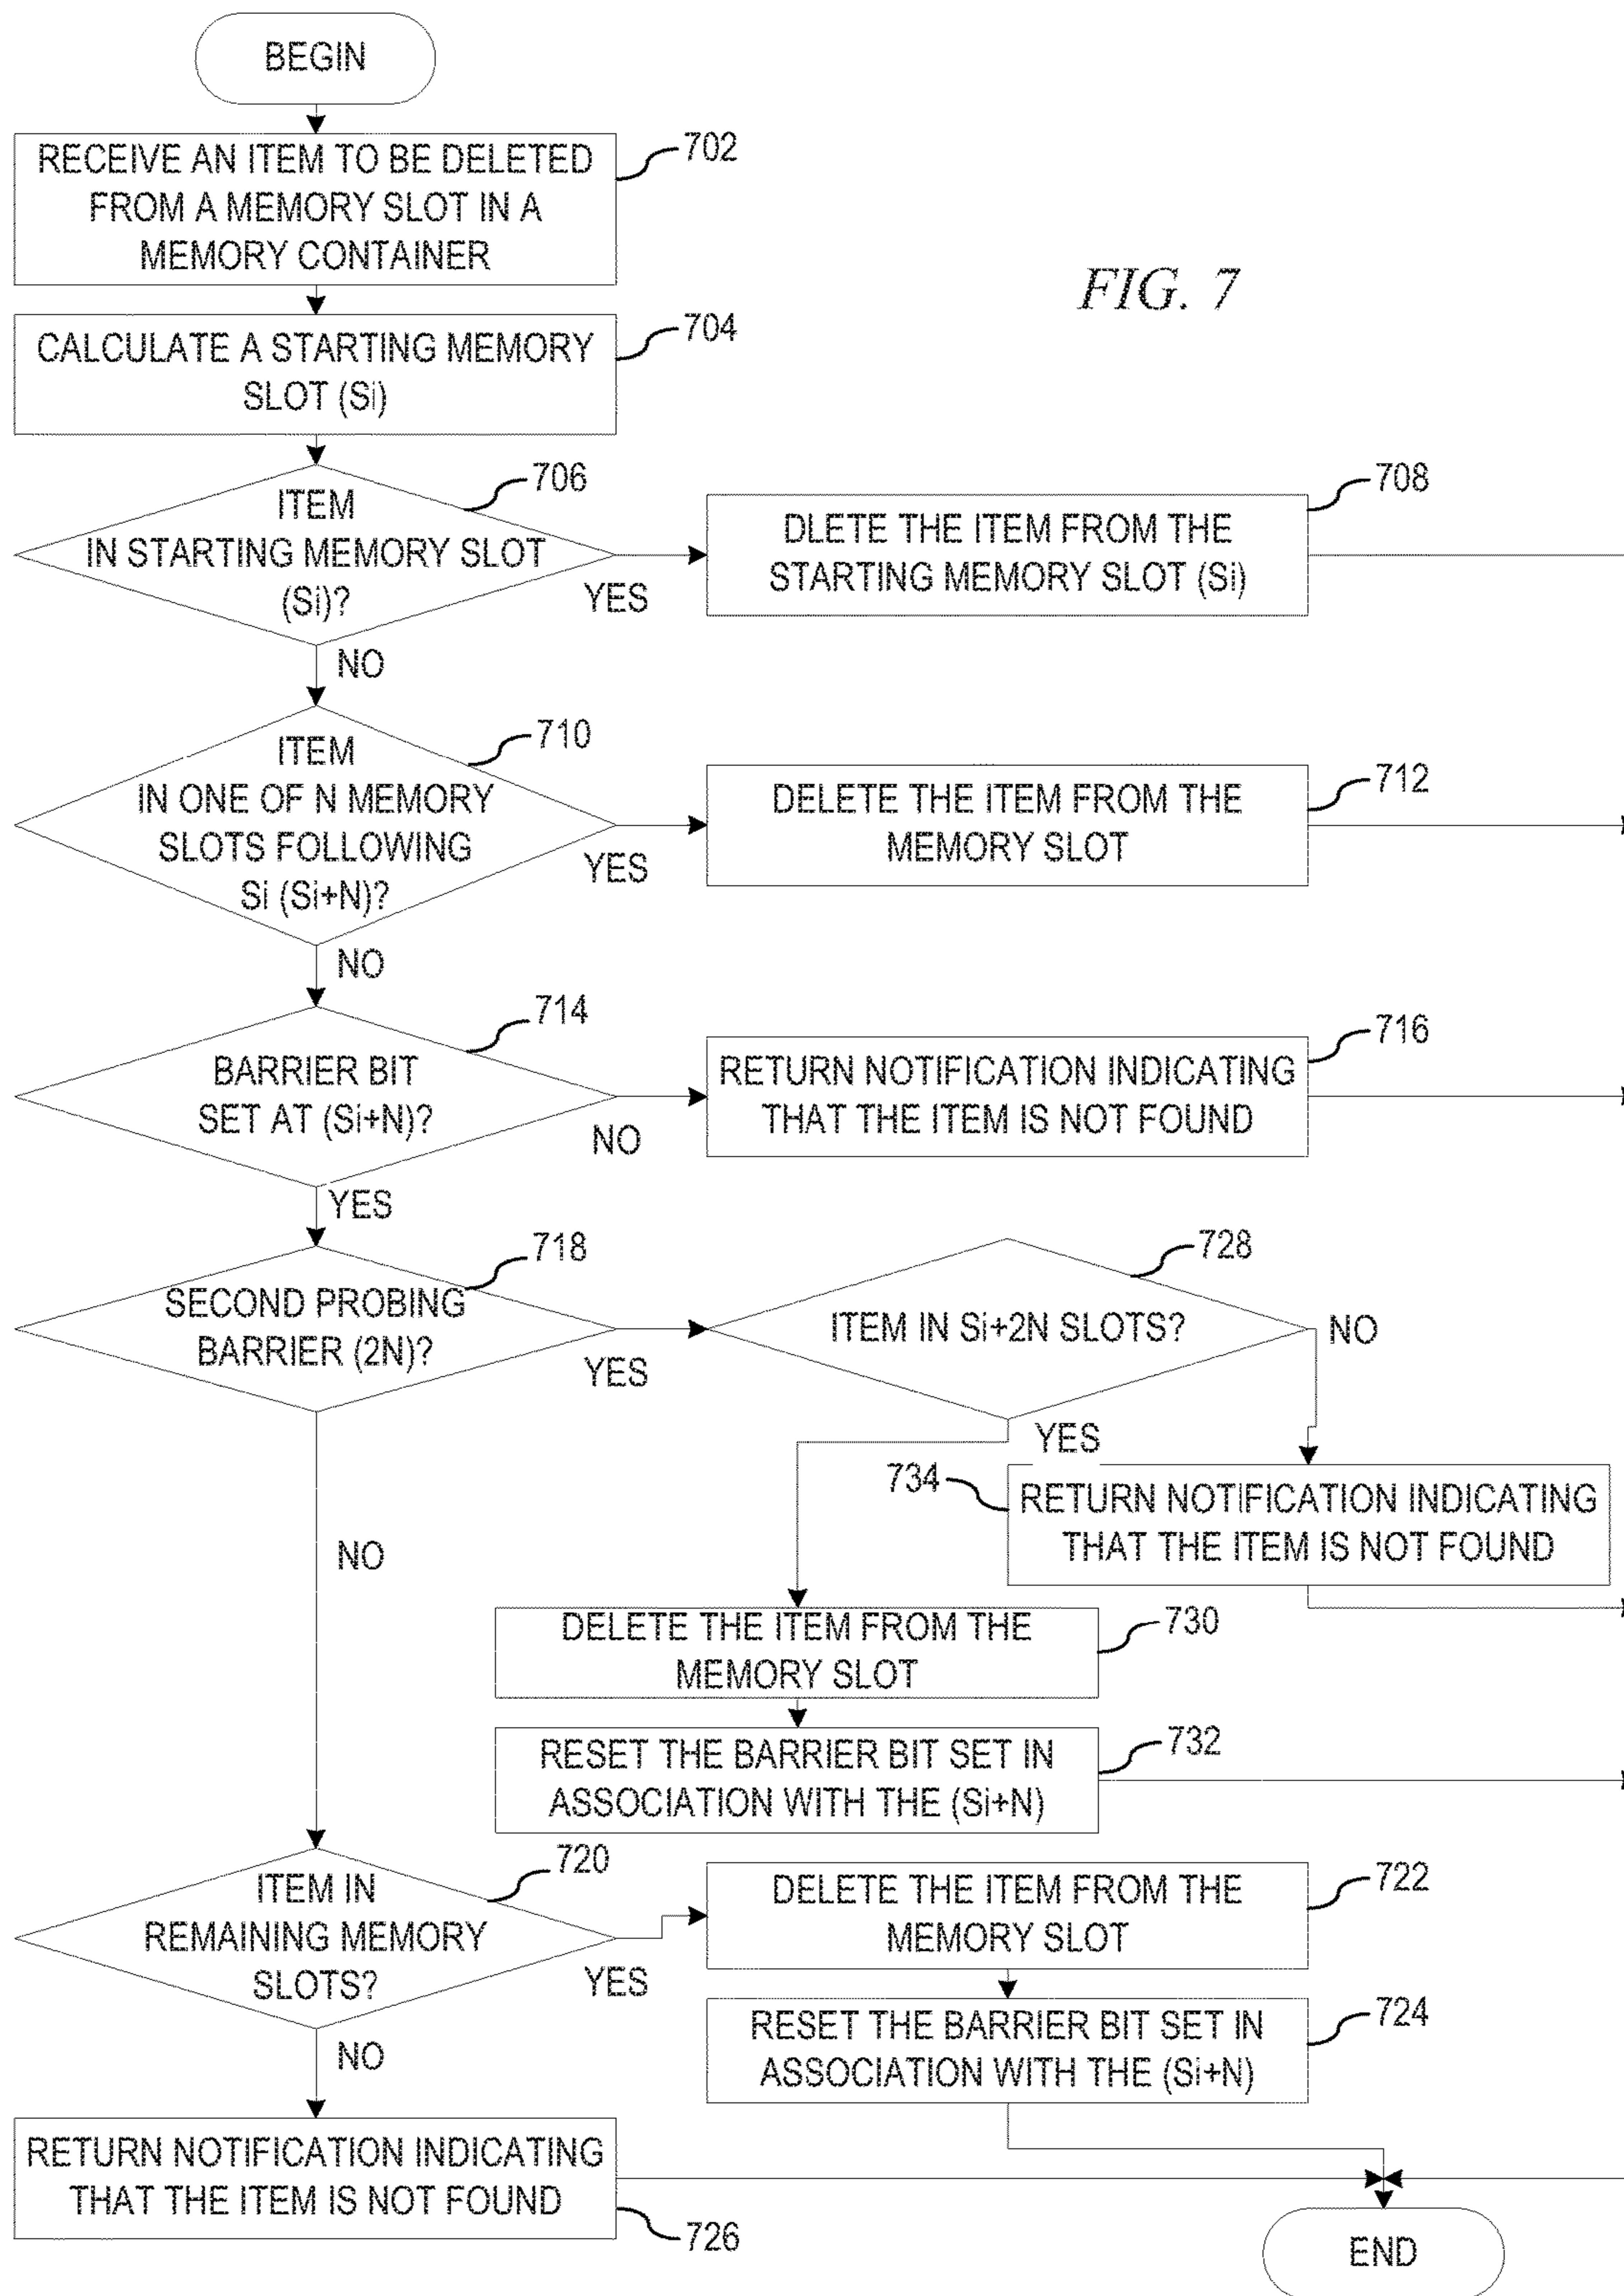 BEGIN
RECEIVE AN ITEM TO BE DELETED
FROM A MEMORY SLOT IN A
MEMORY CONTAINER
702
FIG. 7
CALCULATE A STARTING MEMORY
SLOT (Si)
704
ITEM
IN STARTING MEMORY SLOT
(Si)?
706
YES
NO
DLETE THE ITEM FROM THE
STARTING MEMORY SLOT (Si)
708
ITEM
IN ONE OF N MEMORY
SLOTS FOLLOWING
Si (Si+N)?
710
YES
NO
DELETE THE ITEM FROM THE
MEMORY SLOT
712
BARRIER BIT
SET AT (Si+N)?
714
NO
YES
RETURN NOTIFICATION INDICATING
THAT THE ITEM IS NOT FOUND
716
SECOND PROBING
BARRIER (2N)?
718
YES
NO
ITEM IN Si+2N SLOTS?
728
NO
YES
734
RETURN NOTIFICATION INDICATING
THAT THE ITEM IS NOT FOUND
DELETE THE ITEM FROM THE
MEMORY SLOT
730
RESET THE BARRIER BIT SET IN
ASSOCIATION WITH THE (Si+N)
732
ITEM IN
REMAINING MEMORY
SLOTS?
720
YES
NO
DELETE THE ITEM FROM THE
MEMORY SLOT
722
RESET THE BARRIER BIT SET IN
ASSOCIATION WITH THE (Si+N)
724
RETURN NOTIFICATION INDICATING
THAT THE ITEM IS NOT FOUND
726
END